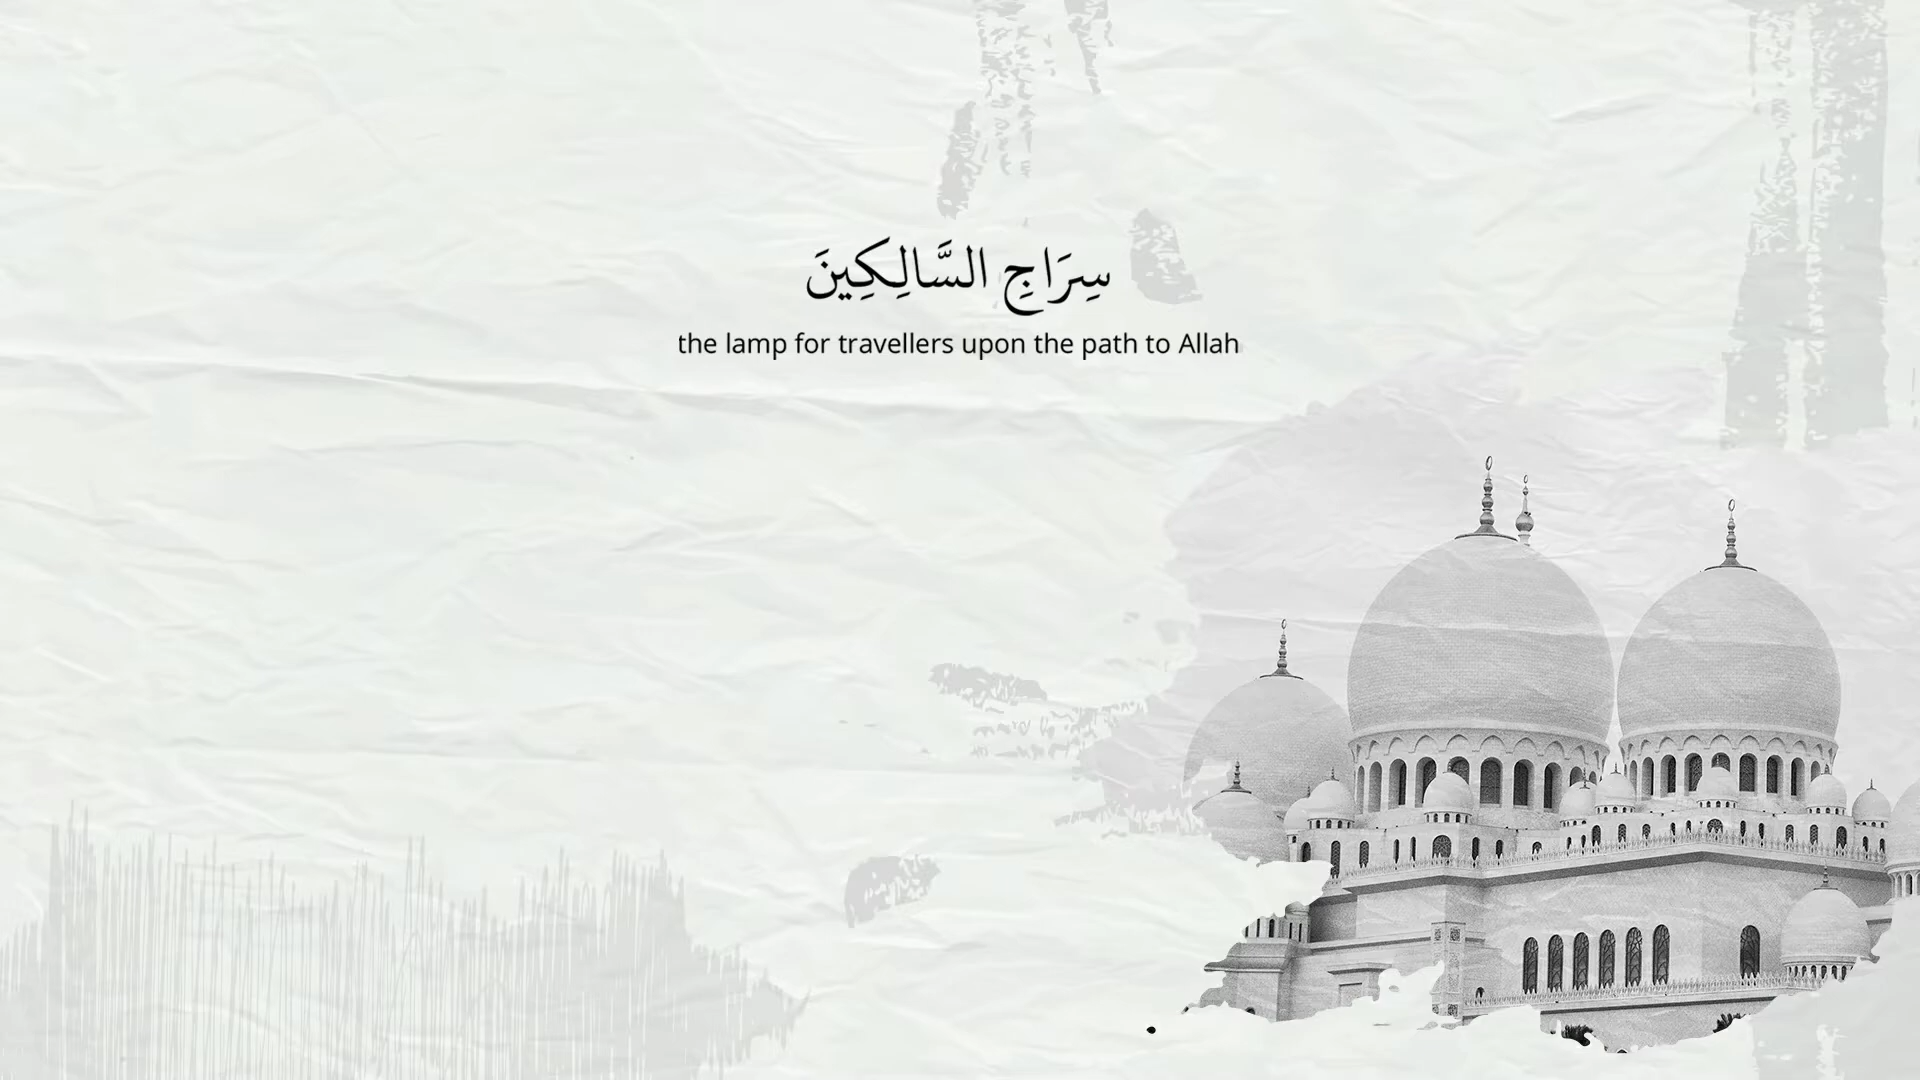 سِرَاجِ السَّالِكِينَ
the lamp for travellers upon the path to Allah